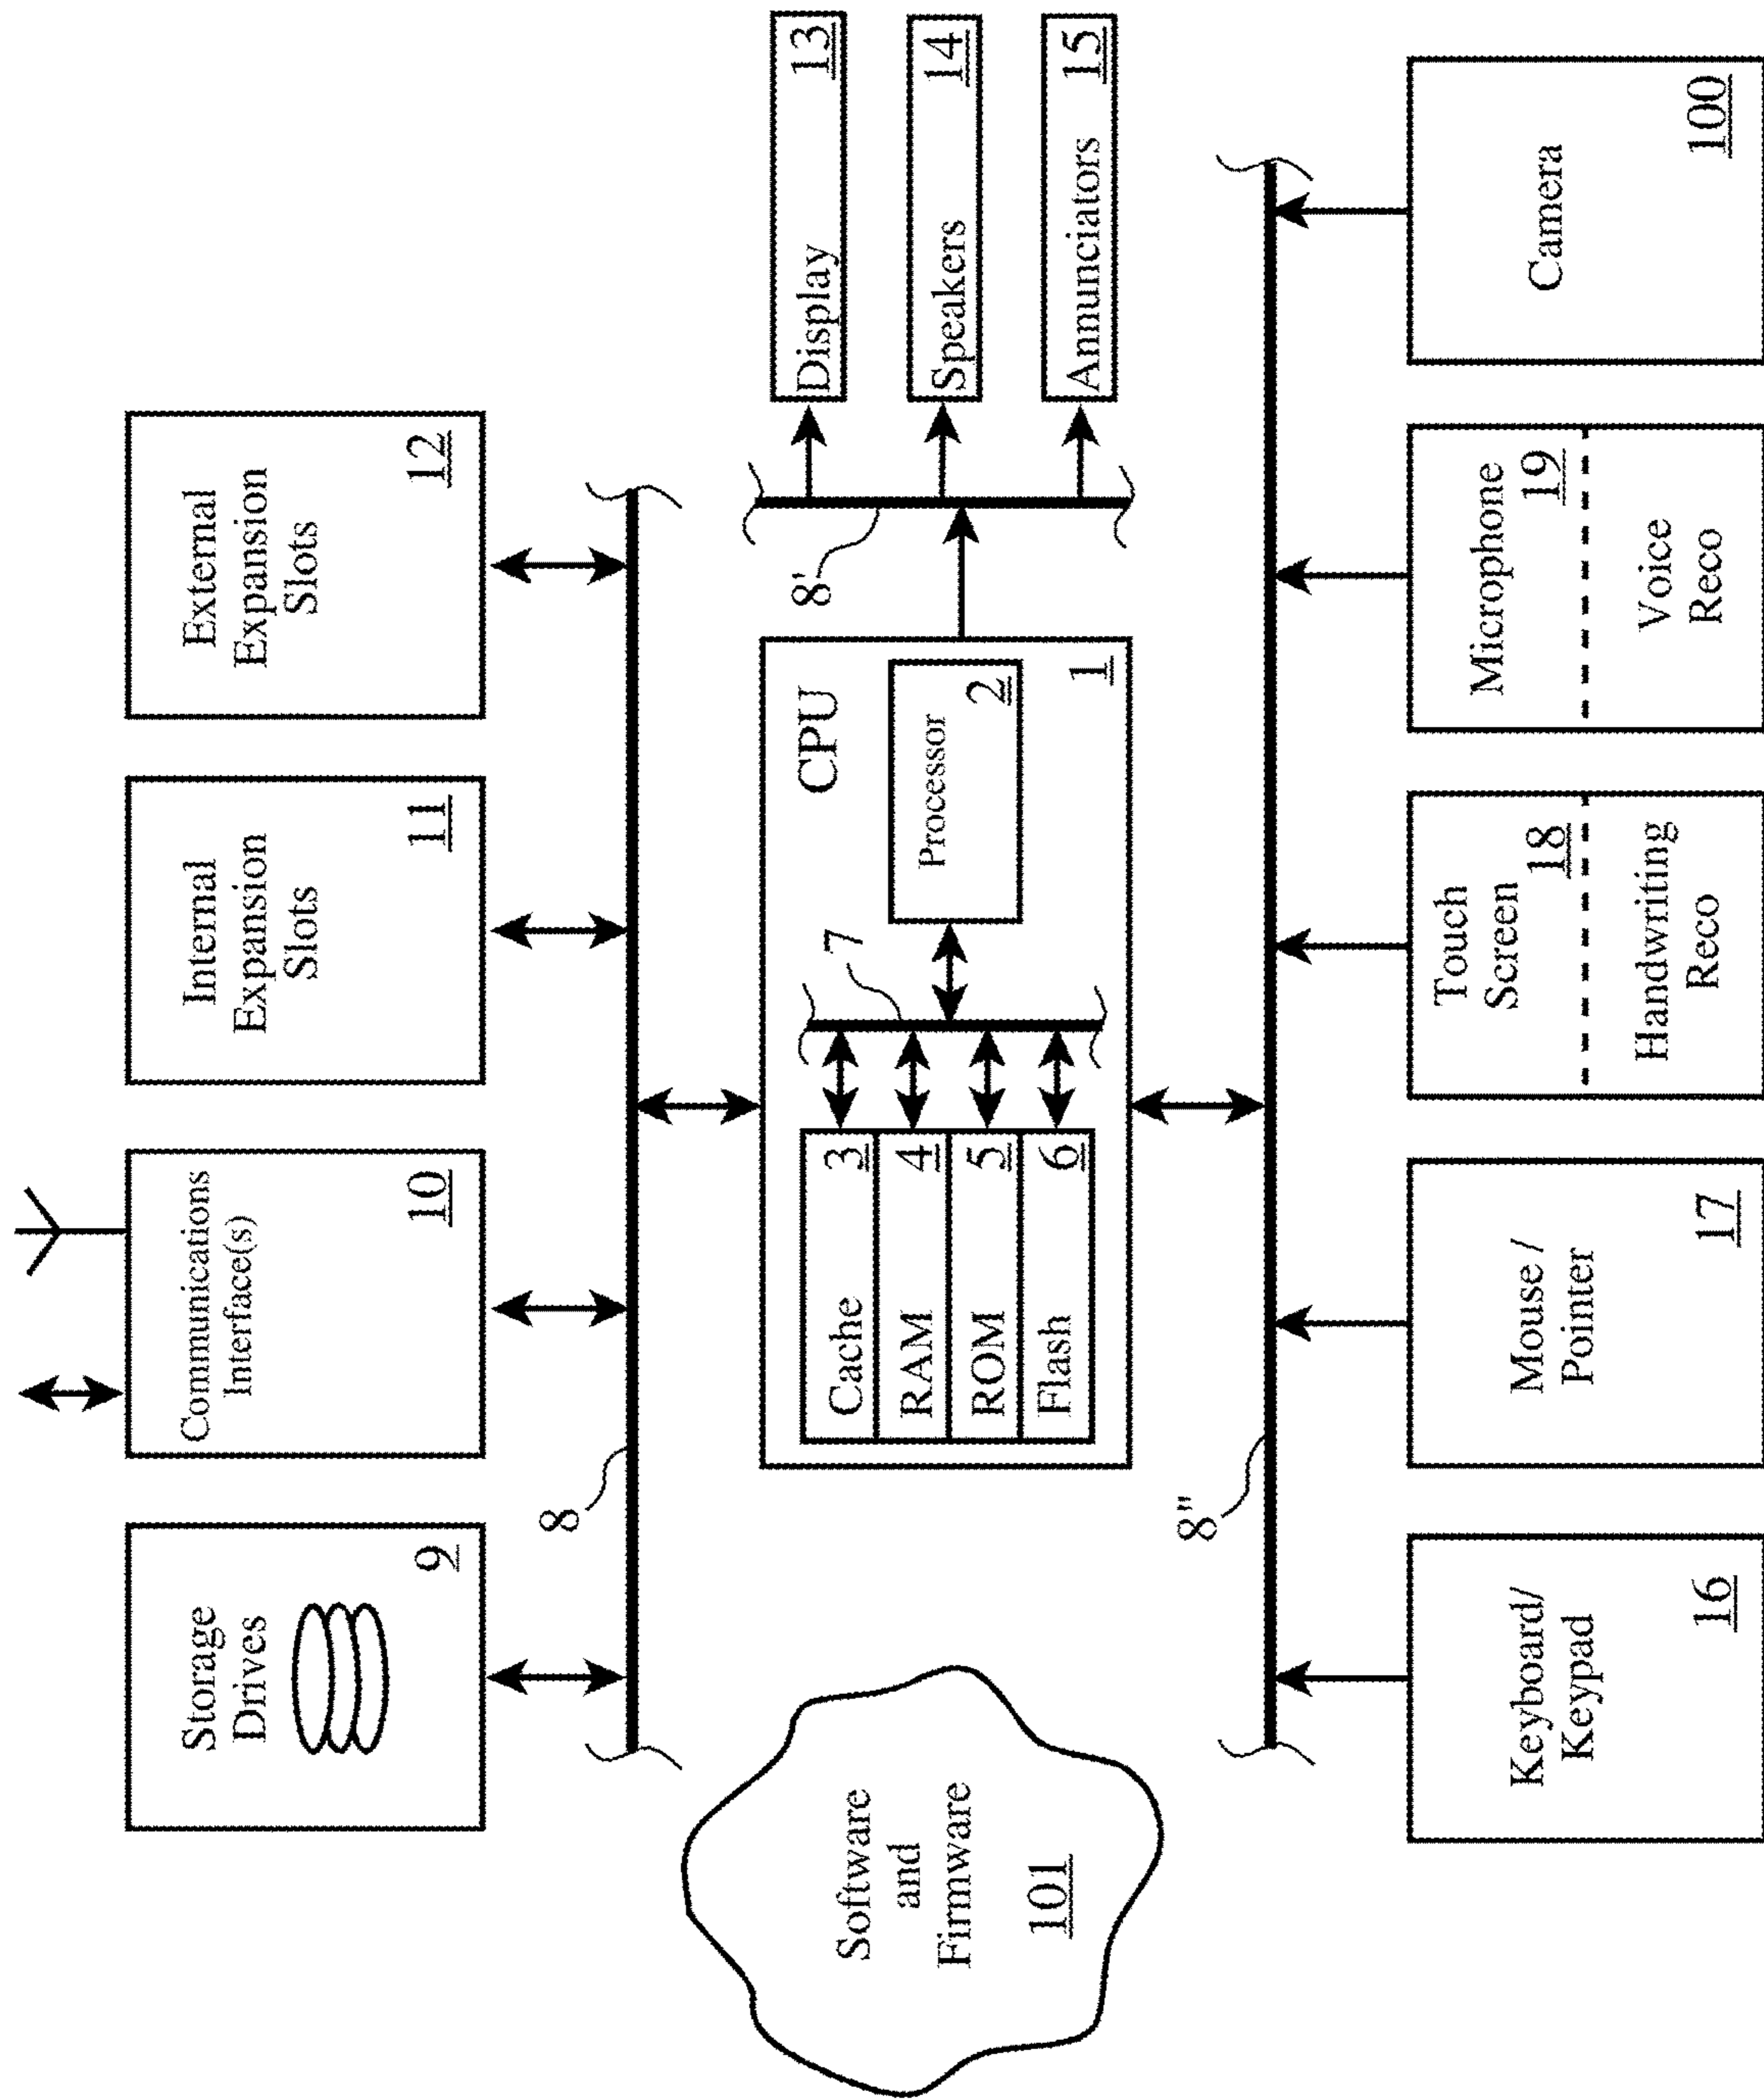 Storage
Drives
9
Communications
Interface(s)
10
Internal
Expansion
Slots
11
External
Expansion
Slots
12
8
Software
and
Firmware
101
CPU
1
Cache 3
RAM 4
ROM 5
Flash 6
7
Processor
2
8'
Display 13
Speakers 14
Annunciators 15
8"
Keyboard/
Keypad
16
Mouse /
Pointer
17
Touch
Screen
18
Handwriting
Reco
Microphone
19
Voice
Reco
Camera
100